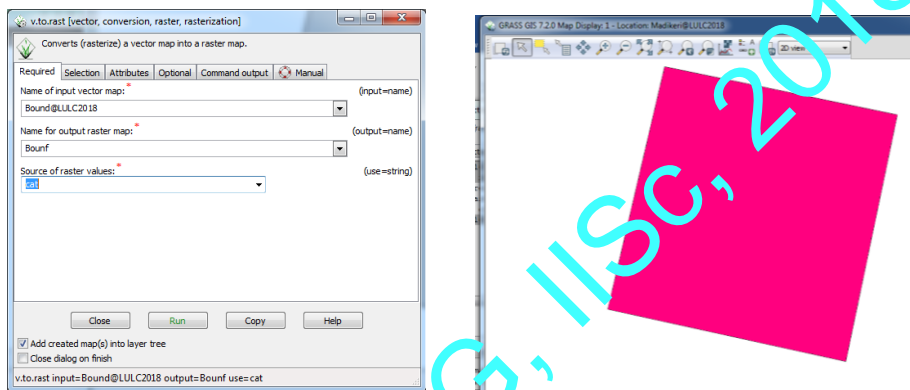 v.to.rast [vector, conversion, raster, rasterization]
Converts (rasterize) a vector map into a raster map.
Required Selection Attributes Optional Command output Manual
Name of input vector map:* (input=name)
Bound@LULC2018
Name for output raster map:* (output=name)
Bounf
Source of raster values:* (use=string)
cat
Close Run Copy Help
Add created map(s) into layer tree
Close dialog on finish
v.to.rast input=Bound@LULC2018 output=Bounf use=cat
GRASS GIS 7.2.0 Map Display: 1 - Location: Madikeri@LULC2018
2D view
G, IISc, 2018